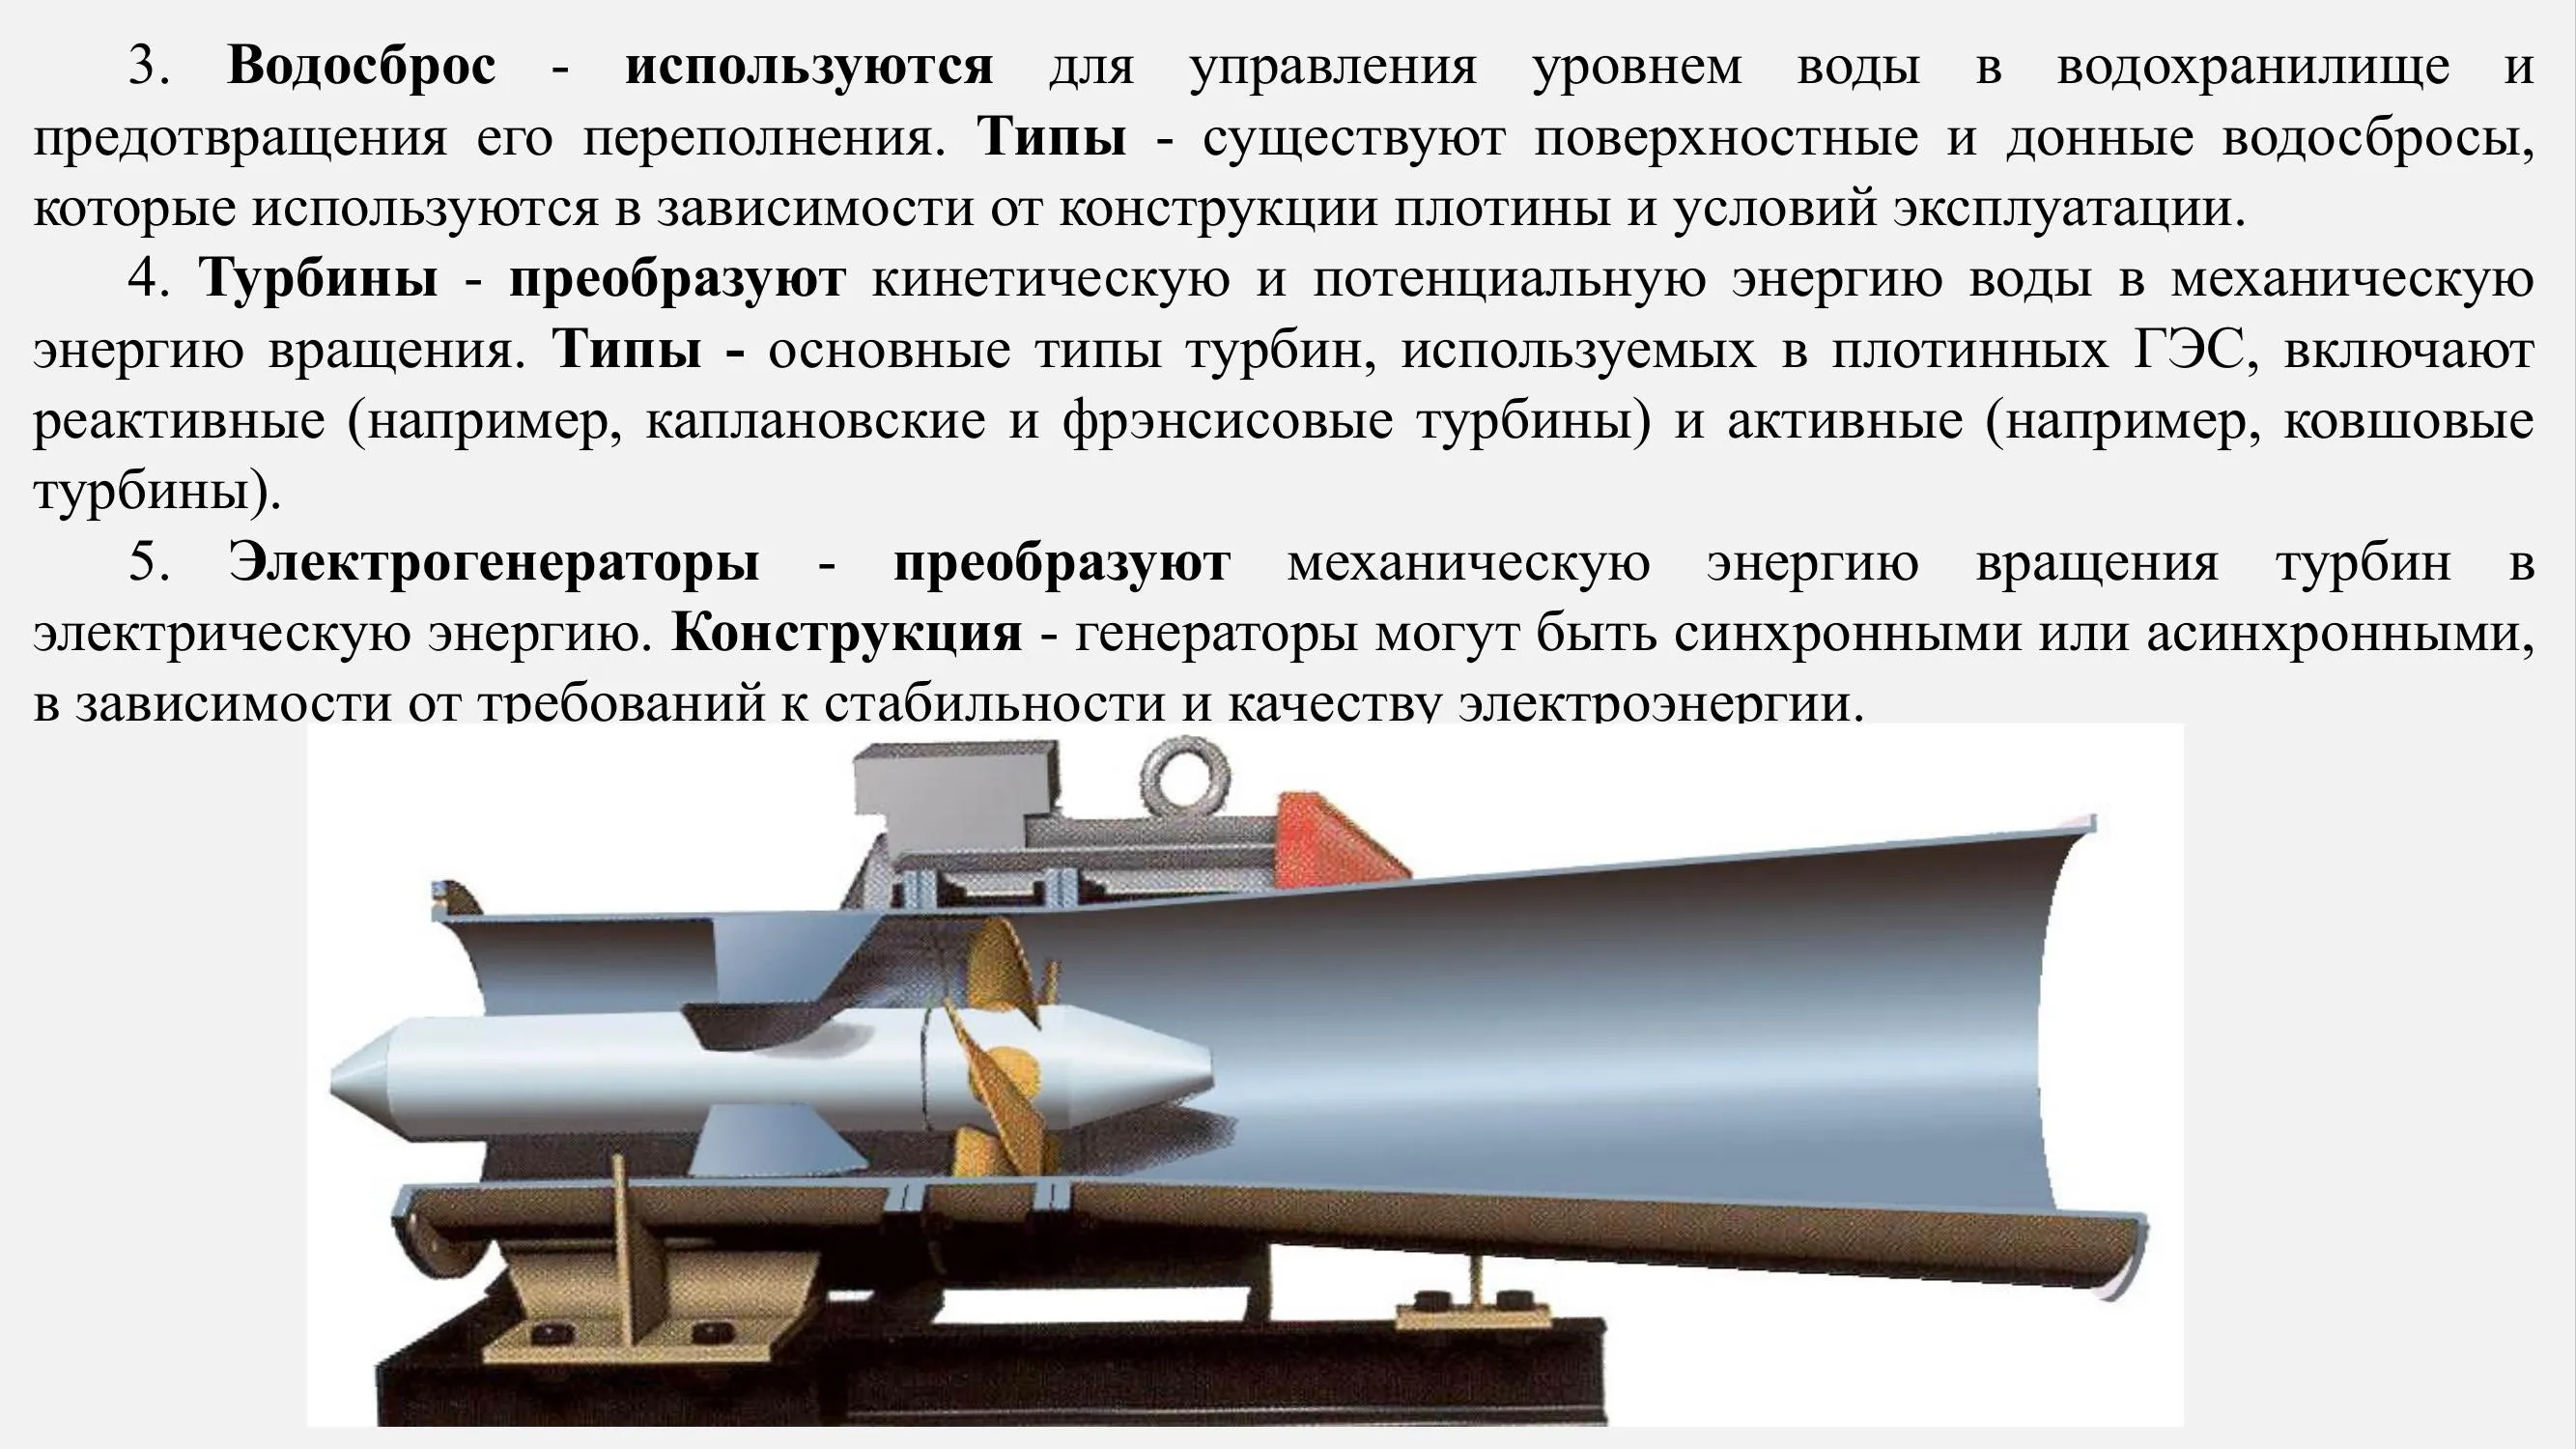 3. Водосброс - используются для управления уровнем воды в водохранилище и
предотвращения его переполнения. Типы - существуют поверхностные и донные водосбросы,
которые используются в зависимости от конструкции плотины и условий эксплуатации.
4. Турбины - преобразуют кинетическую и потенциальную энергию воды в механическую
энергию вращения. Типы - основные типы турбин, используемых в плотинных ГЭС, включают
реактивные (например, каплановские и фрэнсисовые турбины) и активные (например, ковшовые
турбины).
5. Электрогенераторы - преобразуют механическую энергию вращения турбин в
электрическую энергию. Конструкция - генераторы могут быть синхронными или асинхронными,
в зависимости от требований к стабильности и качеству электроэнергии.